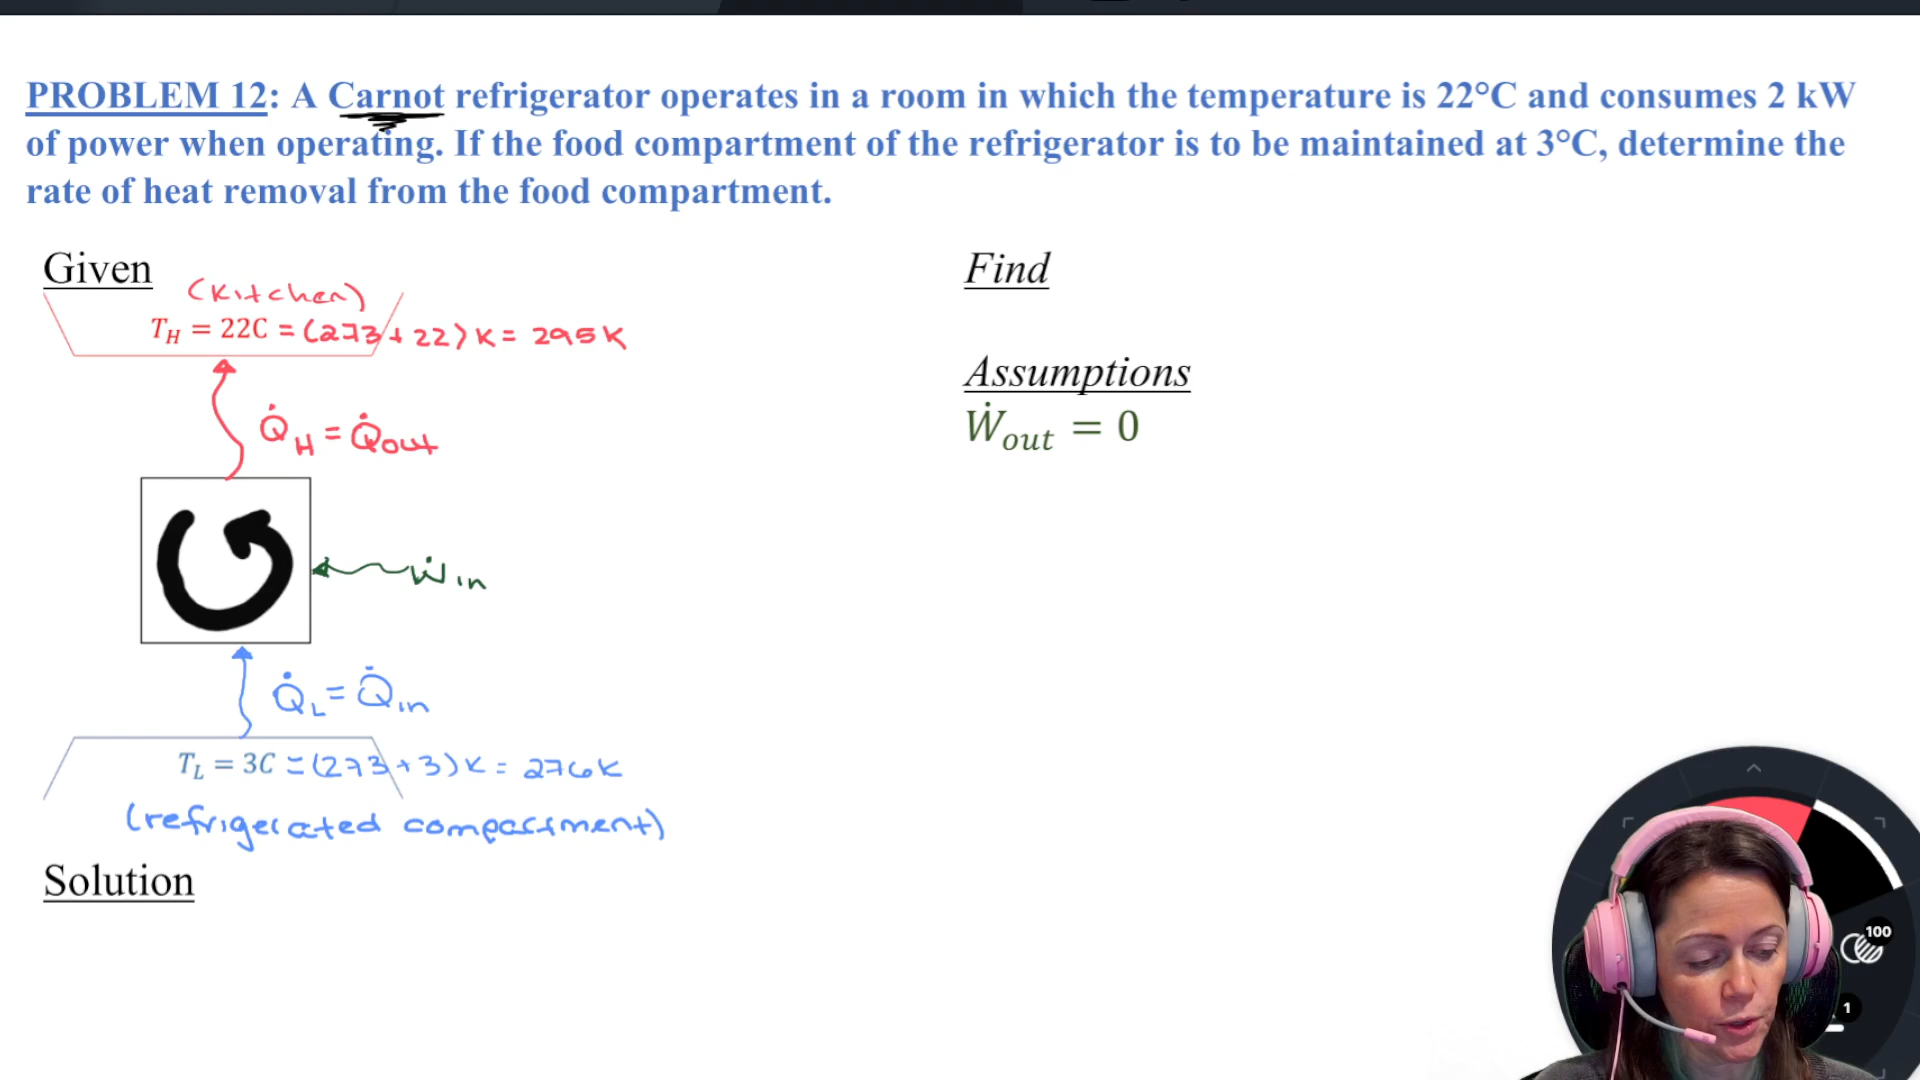 PROBLEM 12: A Carnot refrigerator operates in a room in which the temperature is 22°C and consumes 2 kW
of power when operating. If the food compartment of the refrigerator is to be maintained at 3°C, determine the
rate of heat removal from the food compartment.
Given
(Kitchen)
T_H = 22C = (273 + 22) K = 295 K
Q̇_H = Q̇out
Ẇ in
Q̇_L = Q̇ in
T_L = 3C = (273 + 3) K = 276 K
(refrigerated compartment)
Solution
Find
Assumptions
Ẇ_out = 0
100
1